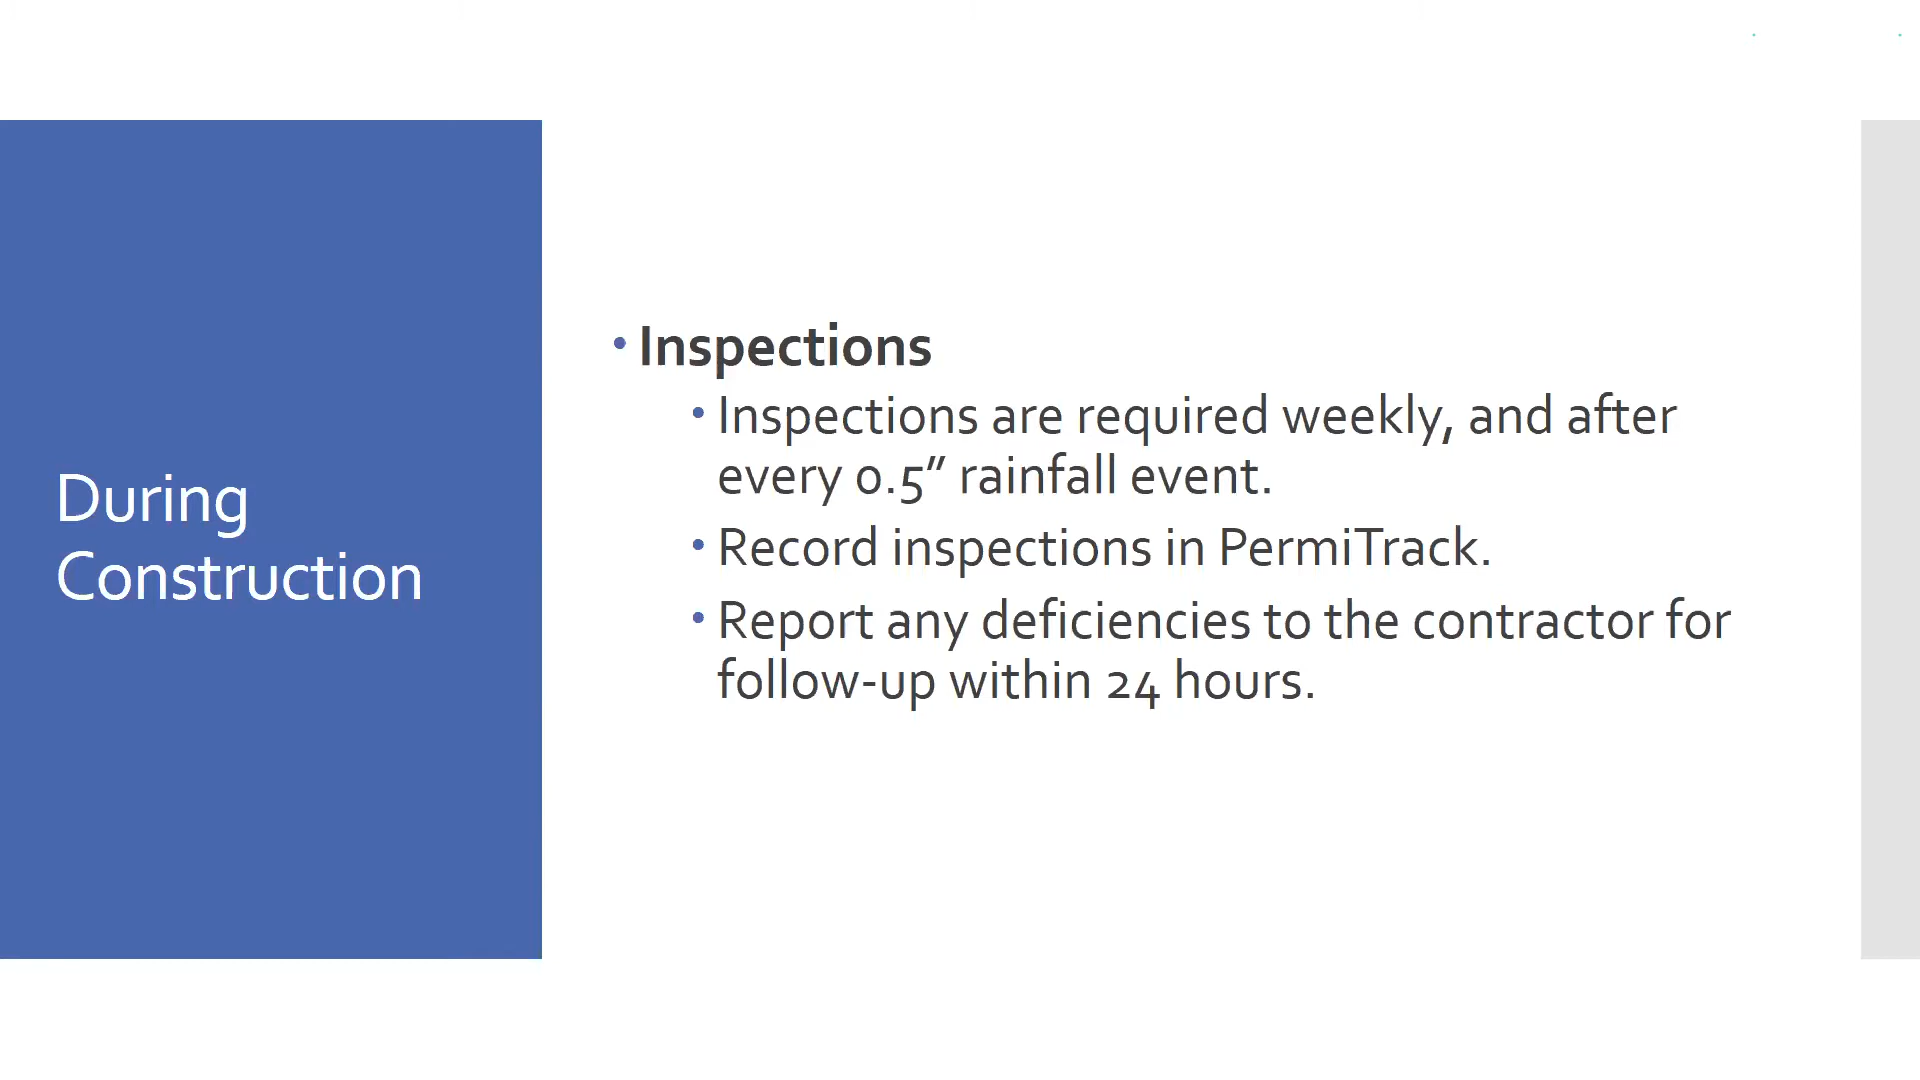 During
Construction
• Inspections
• Inspections are required weekly, and after
every 0.5” rainfall event.
• Record inspections in PermiTrack.
• Report any deficiencies to the contractor for
follow-up within 24 hours.